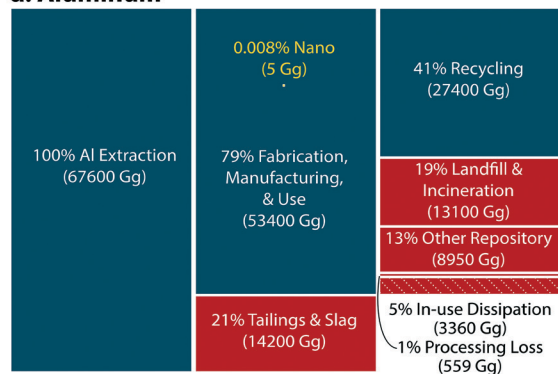 a. Aluminum
100% Al Extraction
(67600 Gg)
0.008% Nano
(5 Gg)
79% Fabrication,
Manufacturing,
& Use
(53400 Gg)
21% Tailings & Slag
(14200 Gg)
41% Recycling
(27400 Gg)
19% Landfill &
Incineration
(13100 Gg)
13% Other Repository
(8950 Gg)
5% In-use Dissipation
(3360 Gg)
1% Processing Loss
(559 Gg)